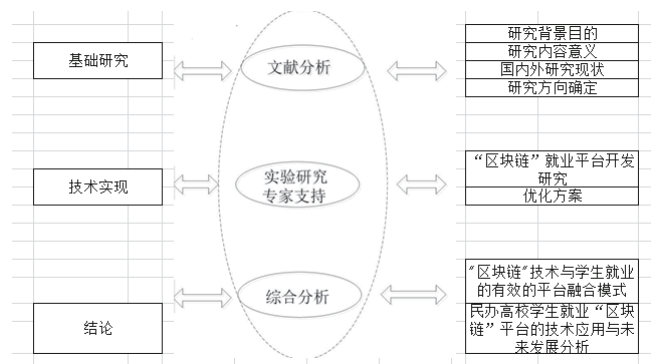 研究背景目的
研究内容意义
基础研究
文献分析
国内外研究现状
研究方向确定
“区块链”就业平台开发
研究
技术实现
实验研究
专家支持
优化方案
"区块链"技术与学生就业
的有效的平台融合模式
综合分析
结论
民办高校学生就业“区块
链”平台的技术应用与未
来发展分析